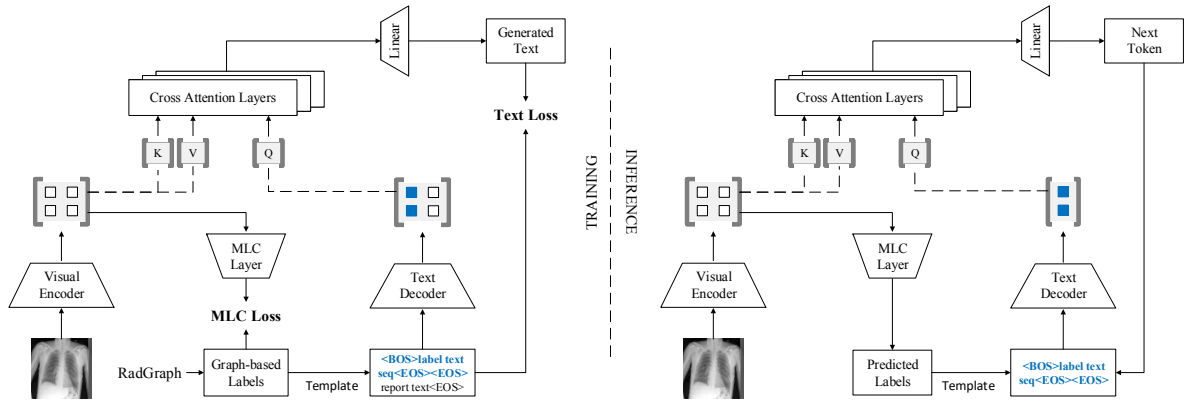 Linear
Generated
Text
Cross Attention Layers
Text Loss
K
V
Q
MLC
Layer
Visual
Encoder
Text
Decoder
MLC Loss
RadGraph
Graph-based
Labels
Template
<BOS>label text
seq<EOS><EOS>
report text<EOS>
TRAINING
INFERENCE
Linear
Next
Token
Cross Attention Layers
K
V
Q
MLC
Layer
Visual
Encoder
Text
Decoder
Predicted
Labels
Template
<BOS>label text
seq<EOS><EOS>